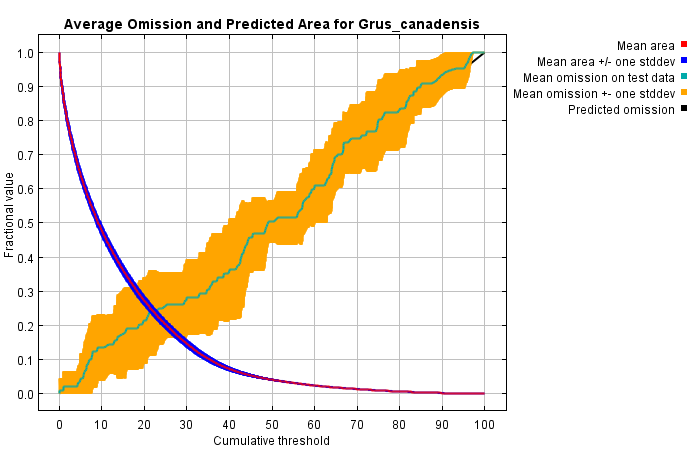 Average Omission and Predicted Area for Grus_canadensis
Mean area
Mean area +/- one stddev
Mean omission on test data
Mean omission +- one stddev
Predicted omission
Fractional value
1.0
0.9
0.8
0.7
0.6
0.5
0.4
0.3
0.2
0.1
0.0
0 10 20 30 40 50 60 70 80 90 100
Cumulative threshold